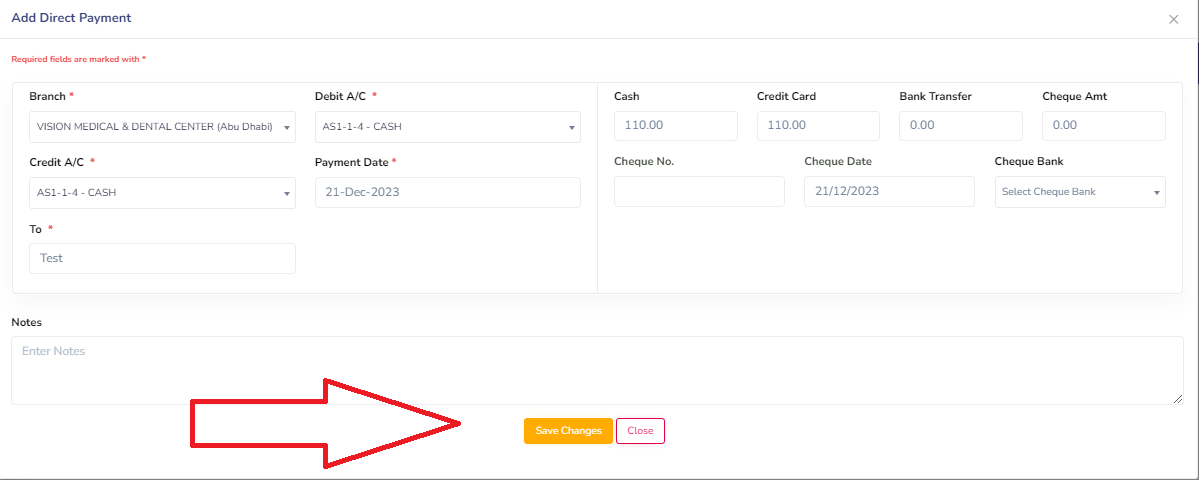 Add Direct Payment
×
Required fields are marked with *
Branch *
VISION MEDICAL & DENTAL CENTER (Abu Dhabi)
Debit A/C *
AS1-1-4 - CASH
Credit A/C *
AS1-1-4 - CASH
Payment Date *
21-Dec-2023
To *
Test
Cash
110.00
Credit Card
110.00
Bank Transfer
0.00
Cheque Amt
0.00
Cheque No.
Cheque Date
21/12/2023
Cheque Bank
Select Cheque Bank
Notes
Enter Notes
Save Changes
Close